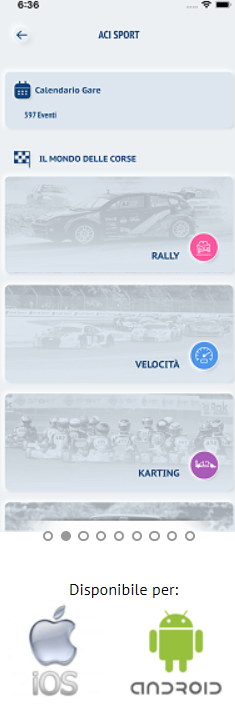 6:36
ACI SPORT
Calendario Gare
597 Eventi
IL MONDO DELLE CORSE
RALLY
VELOCITÀ
KARTING
Disponibile per:
iOS
ANDROID